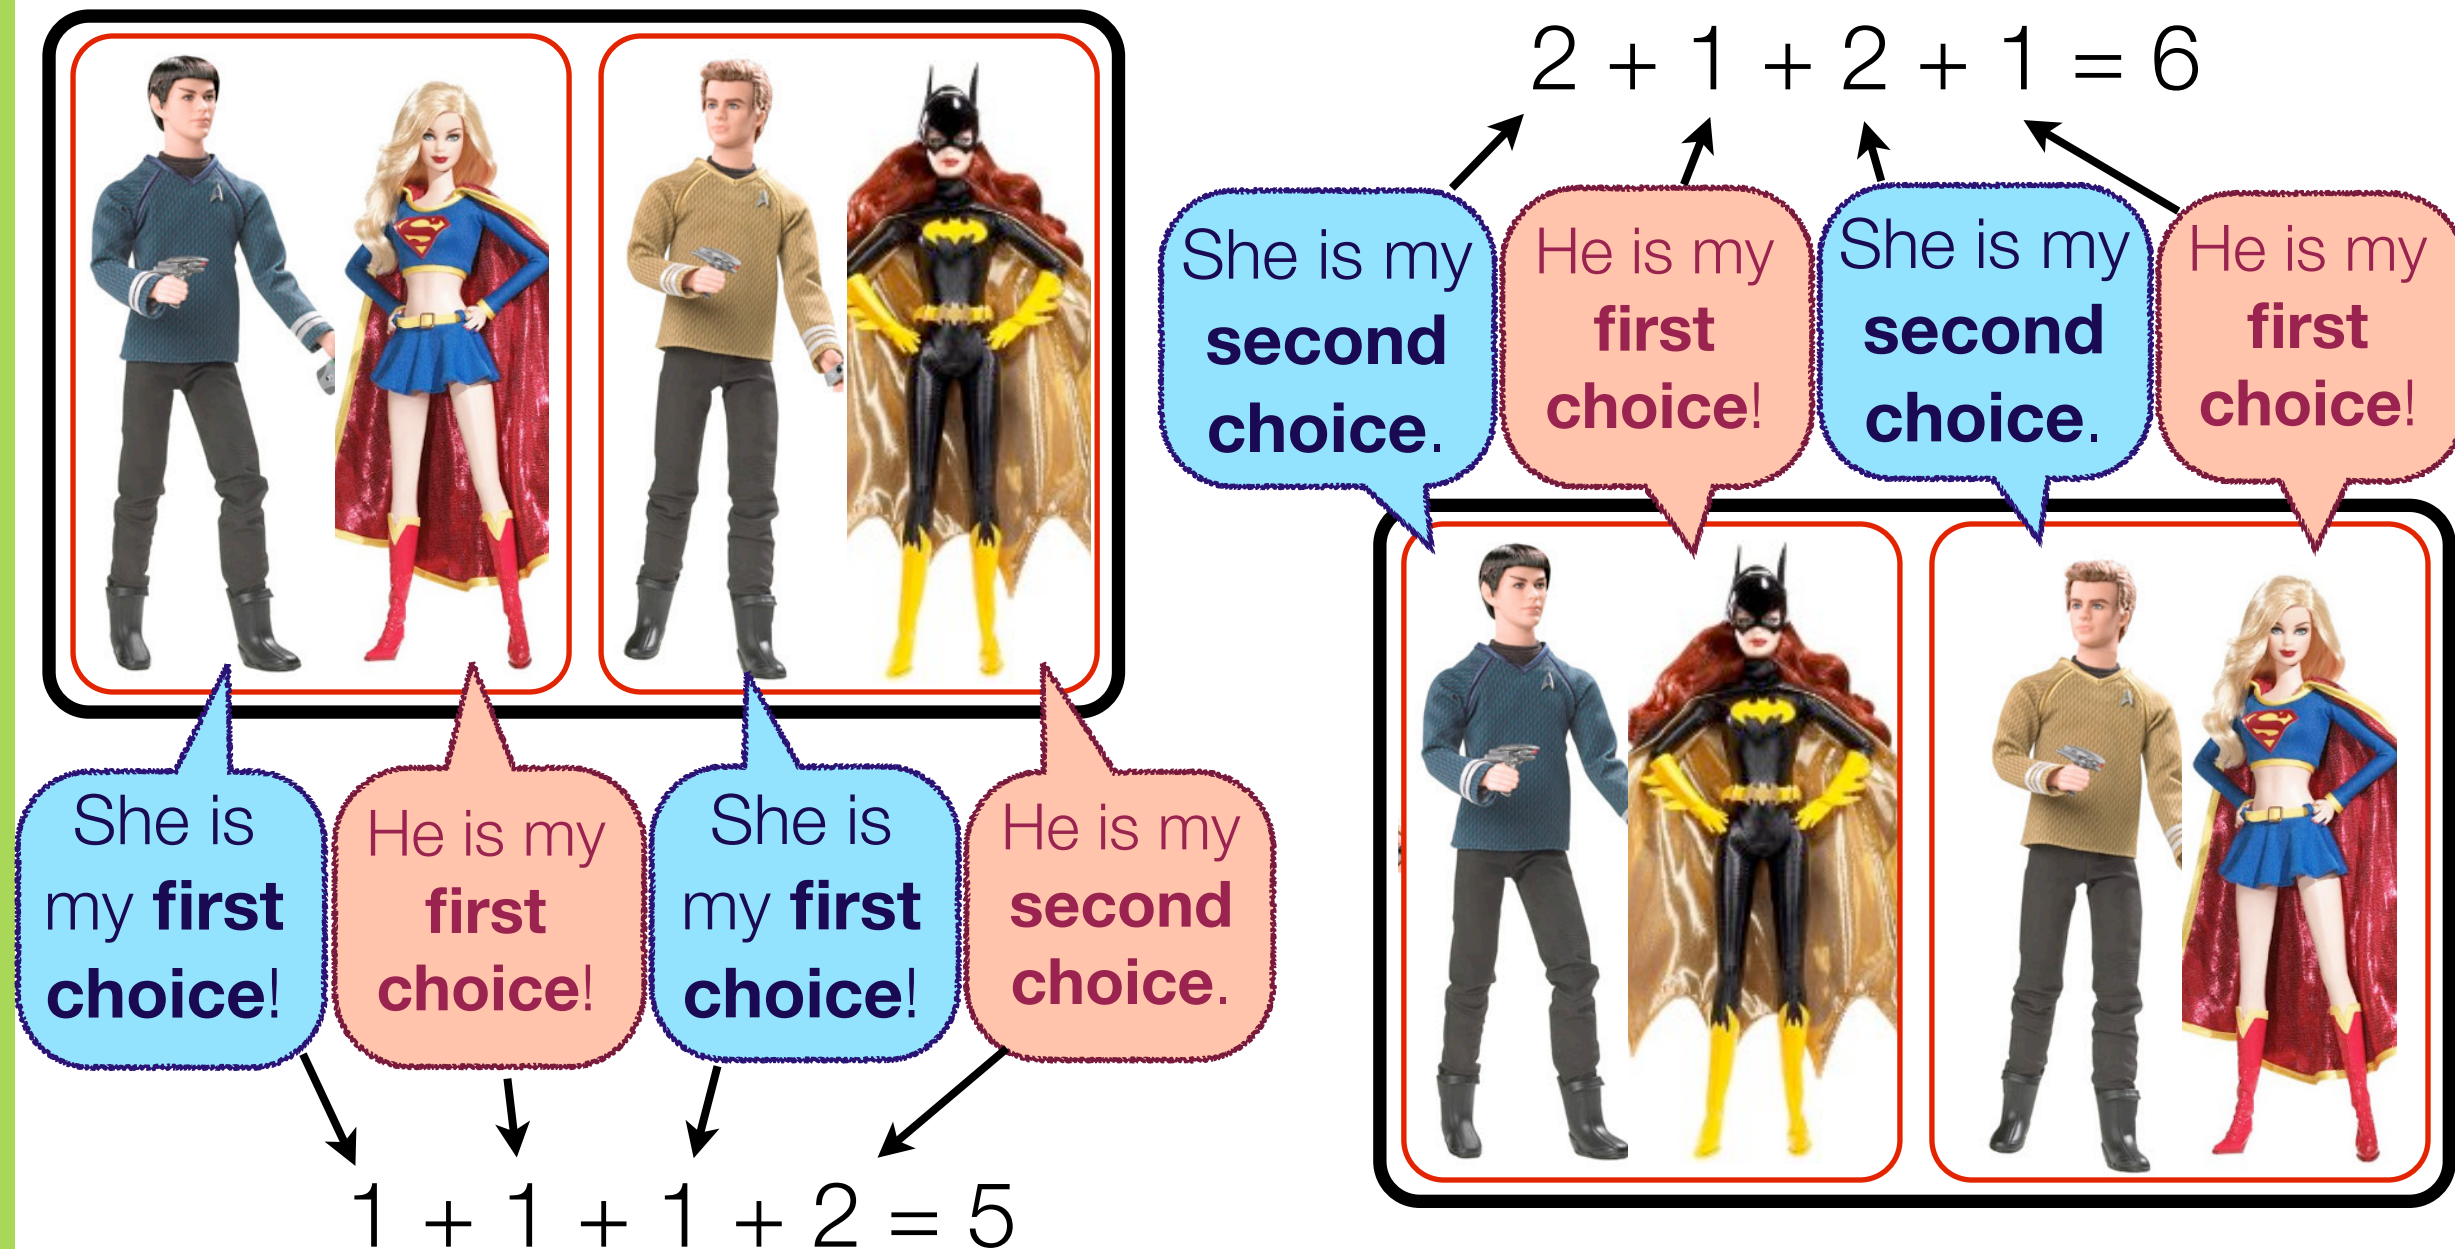 2 + 1 + 2 + 1 = 6
She is my
second
choice.
He is my
first
choice!
She is my
second
choice.
He is my
first
choice!
She is
my first
choice!
He is my
first
choice!
She is
my first
choice!
He is my
second
choice.
1 + 1 + 1 + 2 = 5